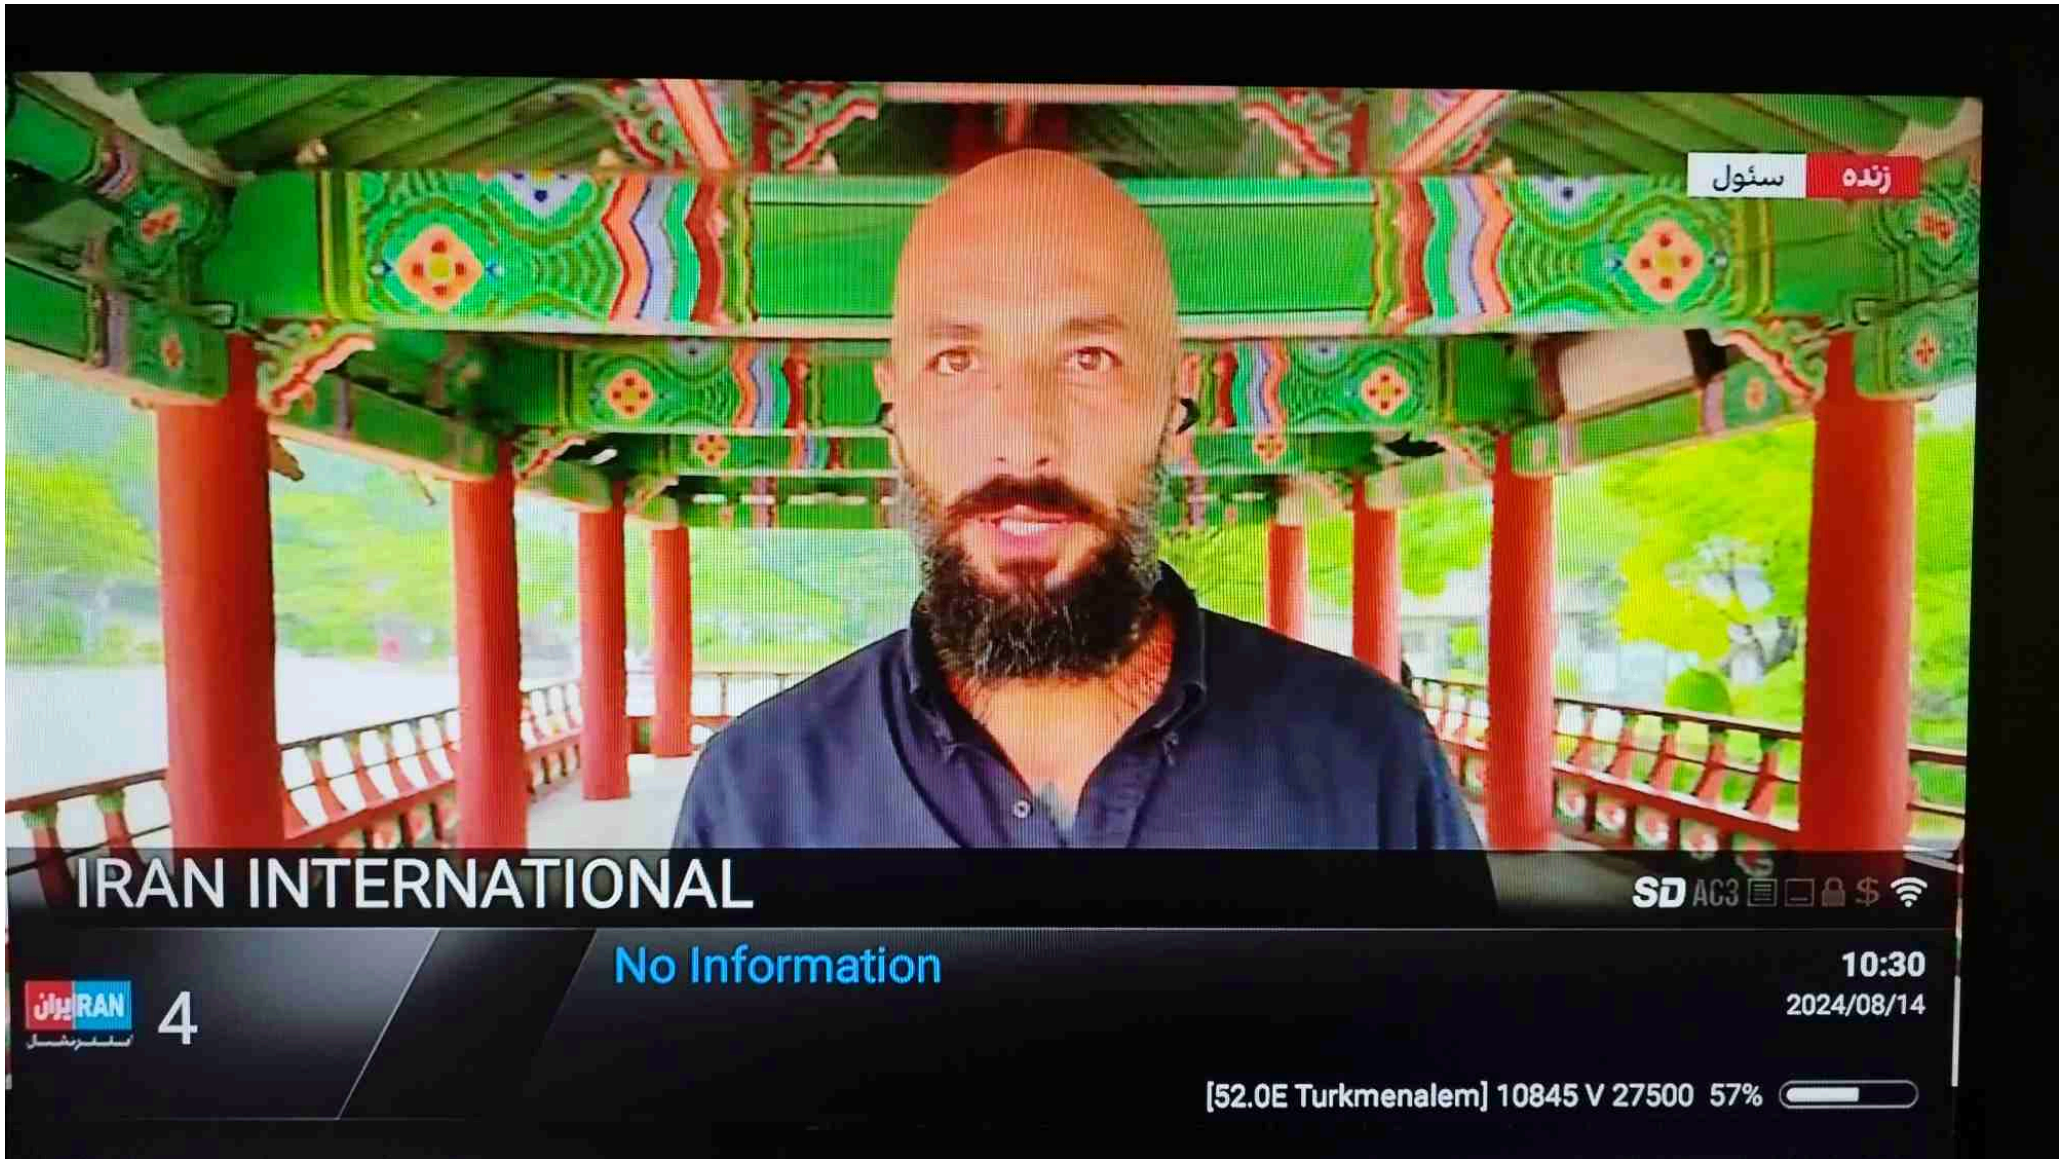 زنده سئول
IRAN INTERNATIONAL
SD AC3 $
No Information
10:30
2024/08/14
ایران IRAN
اینترنشنال
4
[52.0E Turkmenalem] 10845 V 27500 57%